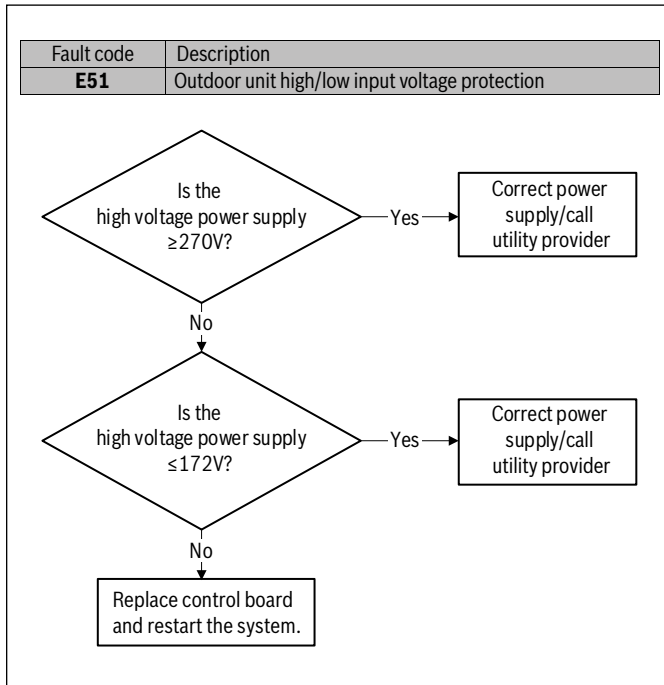 Fault code Description
E51 Outdoor unit high/low input voltage protection
Is the
high voltage power supply
≥270V?
Yes
Correct power
supply/call
utility provider
No
Is the
high voltage power supply
≤172V?
Yes
Correct power
supply/call
utility provider
No
Replace control board
and restart the system.